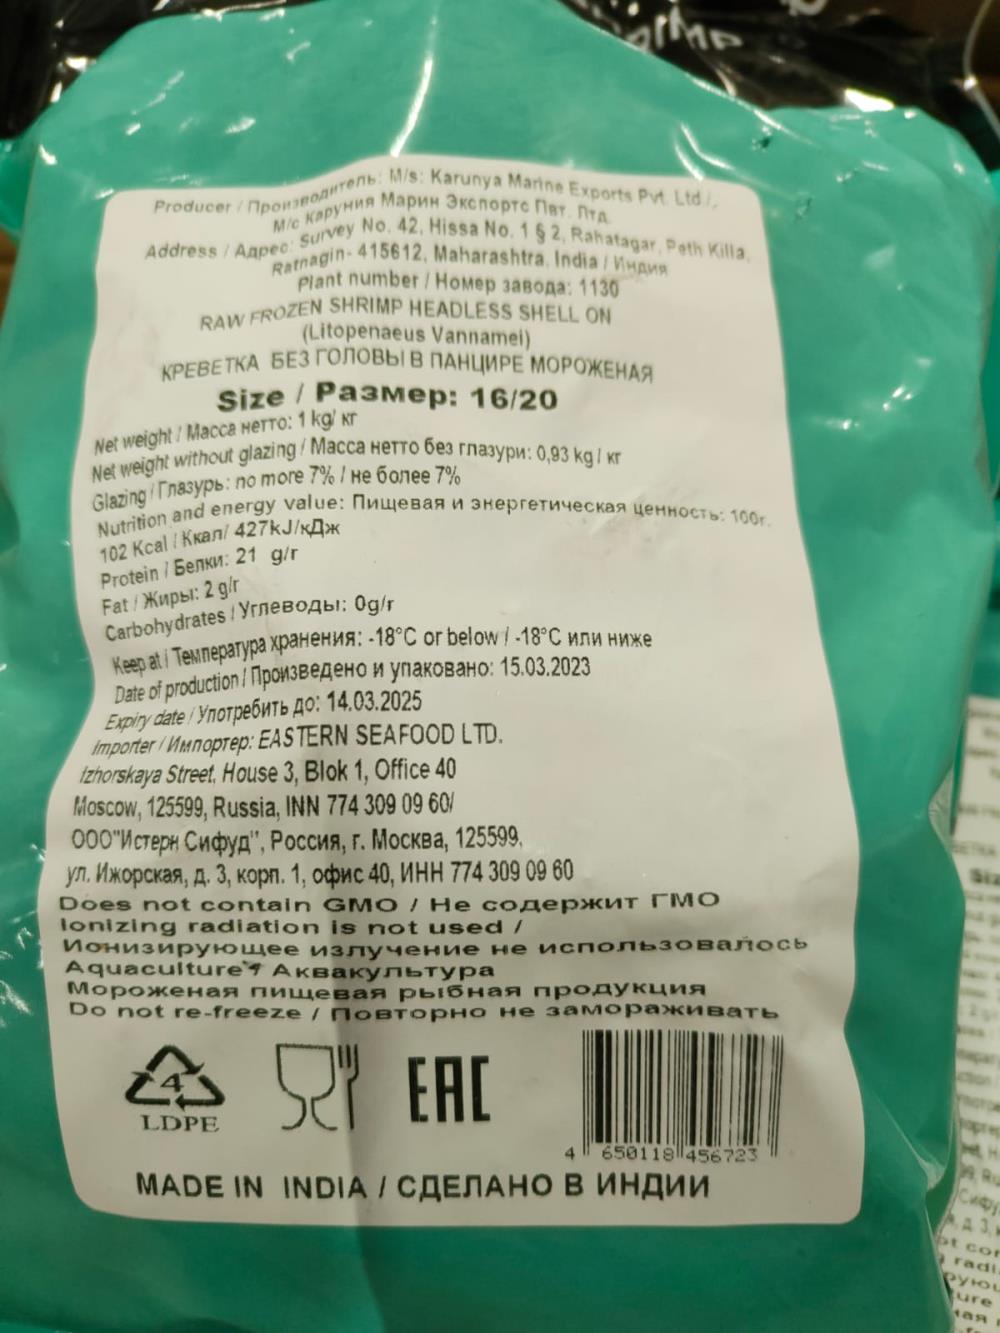 Producer / Производитель: M/s: Karunya Marine Exports Pvt. Ltd./,
М/с Каруния Марин Экспортс Пвт. Лтд.
Address / Адрес: Survey No. 42, Hissa No. 1 § 2, Rahatagar, Peth Killa,
Ratnagin- 415612, Maharashtra, India / Индия
Plant number / Номер завода: 1130
RAW FROZEN SHRIMP HEADLESS SHELL ON
(Litopenaeus Vannamei)
КРЕВЕТКА БЕЗ ГОЛОВЫ В ПАНЦИРЕ МОРОЖЕНАЯ
Size / Размер: 16/20
Net weight / Масса нетто: 1 kg/ кг
Net weight without glazing / Масса нетто без глазури: 0,93 kg / кг
Glazing / Глазурь: no more 7% / не более 7%
Nutrition and energy value: Пищевая и энергетическая ценность: 100г.
102 Kcal / Ккал/ 427kJ/кДж
Protein / Белки: 21 g/г
Fat / Жиры: 2 g/г
Carbohydrates / Углеводы: 0g/г
Keep at / Температура хранения: -18°C or below / -18°C или ниже
Date of production / Произведено и упаковано: 15.03.2023
Expiry date / Употребить до: 14.03.2025
Importer / Импортер: EASTERN SEAFOOD LTD.
Izhorskaya Street, House 3, Blok 1, Office 40
Moscow, 125599, Russia, INN 774 309 09 60/
ООО"Истерн Сифуд", Россия, г. Москва, 125599,
ул. Ижорская, д. 3, корп. 1, офис 40, ИНН 774 309 09 60
Does not contain GMO / Не содержит ГМО
Ionizing radiation is not used /
Ионизирующее излучение не использовалось
Aquaculture / Аквакультура
Мороженая пищевая рыбная продукция
Do not re-freeze / Повторно не замораживать
4
LDPE
EAC
4 650118 456723
MADE IN INDIA / СДЕЛАНО В ИНДИИ